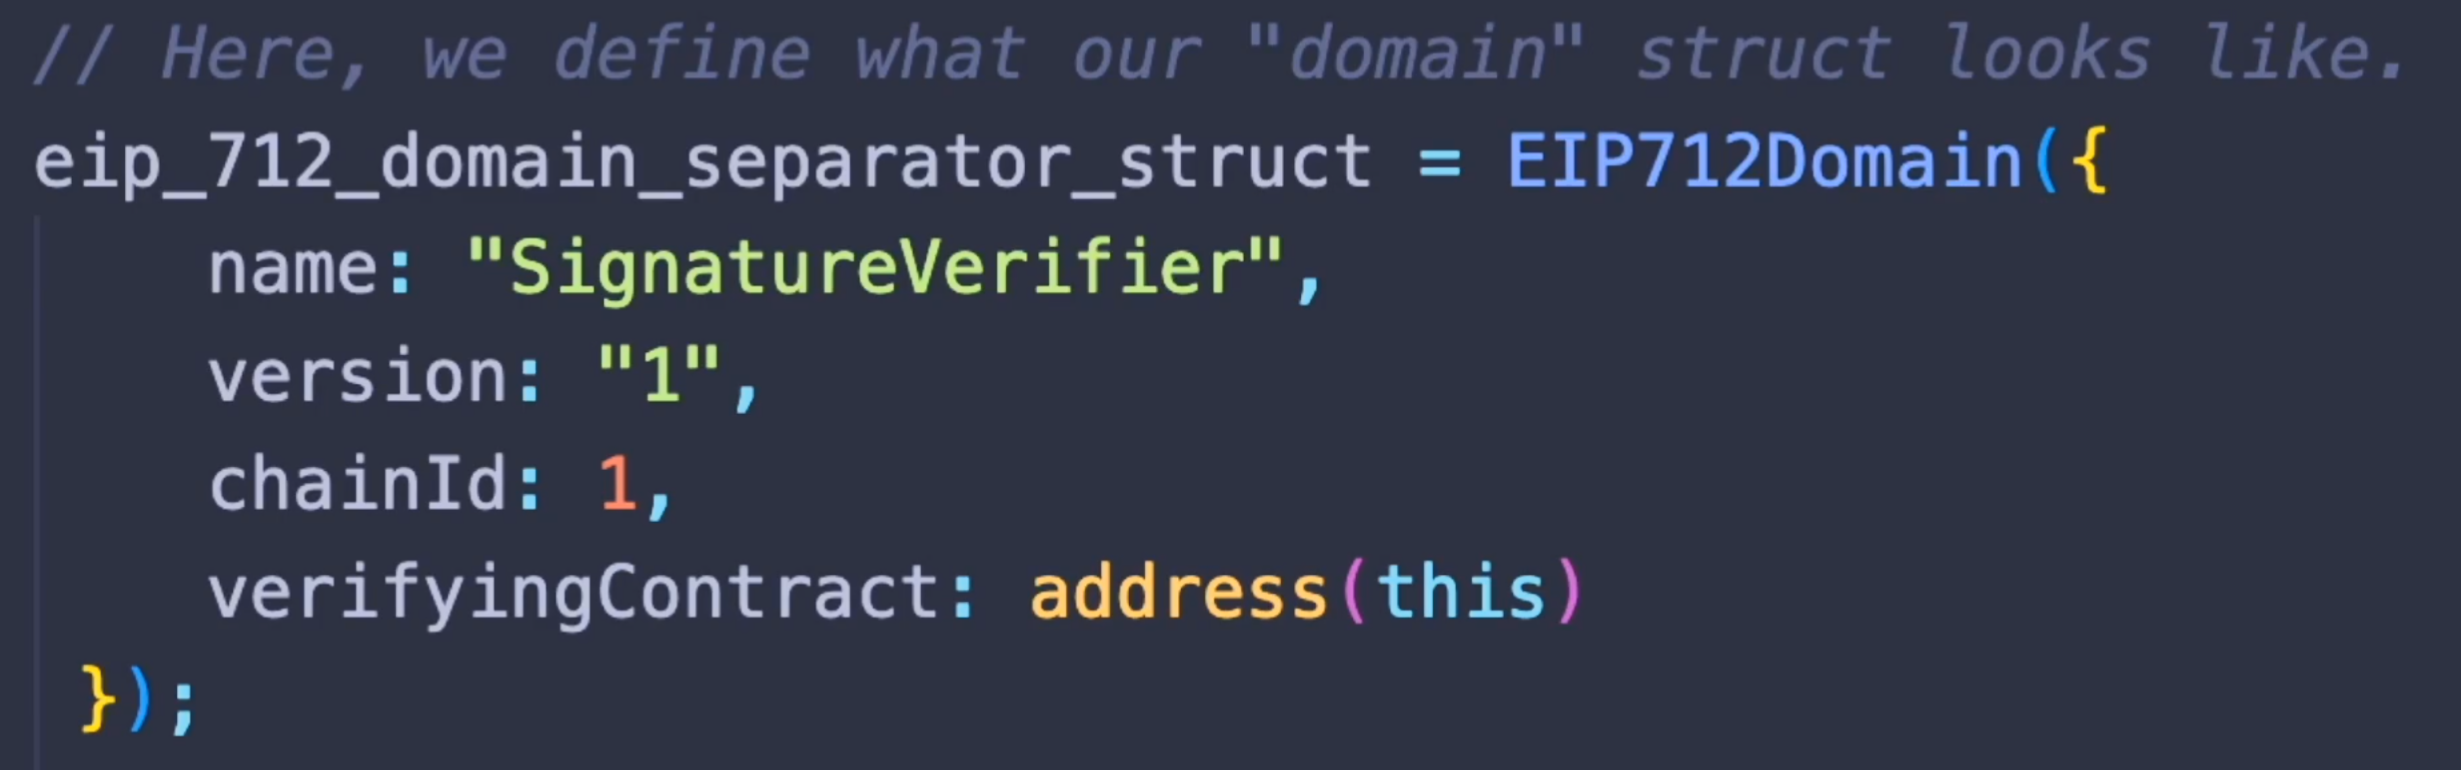 // Here, we define what our "domain" struct looks like.
eip_712_domain_separator_struct = EIP712Domain({
name: "SignatureVerifier",
version: "1",
chainId: 1,
verifyingContract: address(this)
});